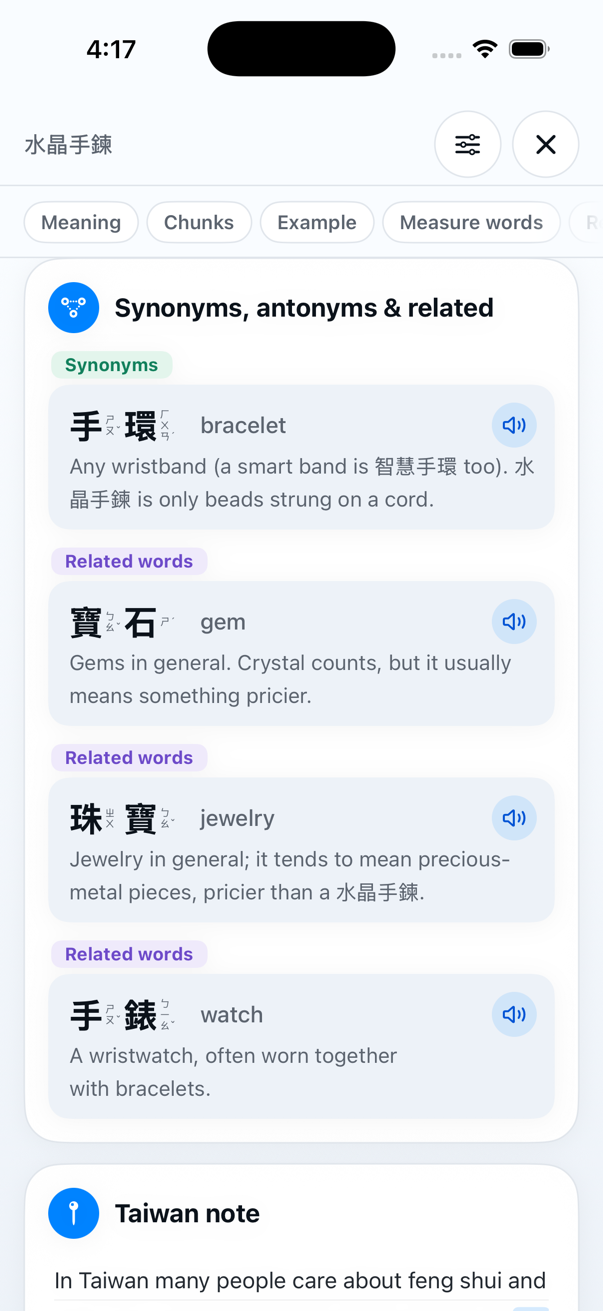 4:17
水晶手鍊
Meaning
Chunks
Example
Measure words
Synonyms, antonyms & related
Synonyms
手ㄕㄡˇ環ㄏㄨㄢˊ bracelet
Any wristband (a smart band is 智慧手環 too). 水
晶手鍊 is only beads strung on a cord.
Related words
寶ㄅㄠˇ石ㄕˊ gem
Gems in general. Crystal counts, but it usually
means something pricier.
Related words
珠ㄓㄨ寶ㄅㄠˇ jewelry
Jewelry in general; it tends to mean precious-
metal pieces, pricier than a 水晶手鍊.
Related words
手ㄕㄡˇ錶ㄅㄧㄠˇ watch
A wristwatch, often worn together
with bracelets.
Taiwan note
In Taiwan many people care about feng shui and